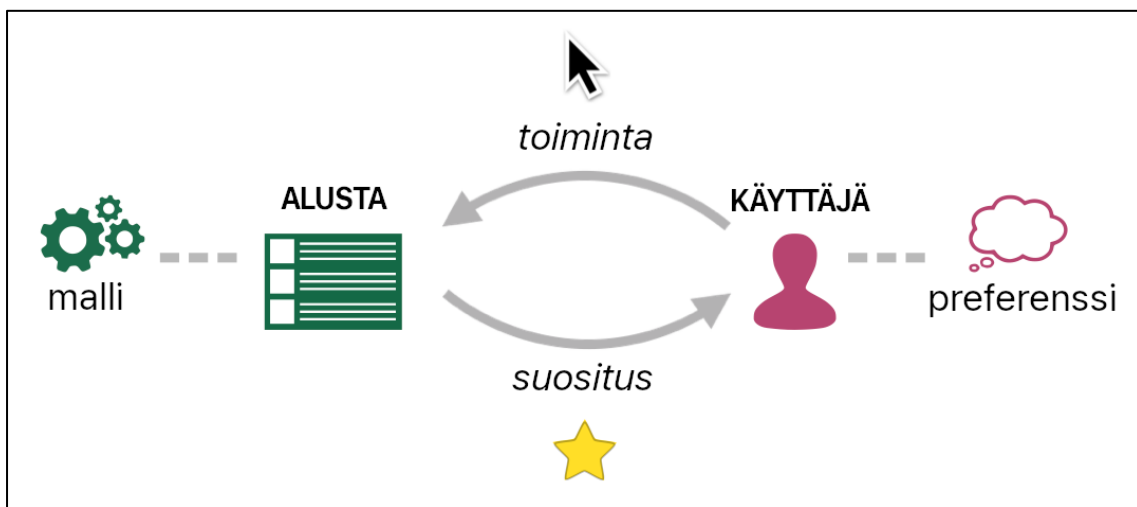 toiminta
ALUSTA
KÄYTTÄJÄ
malli
preferenssi
suositus